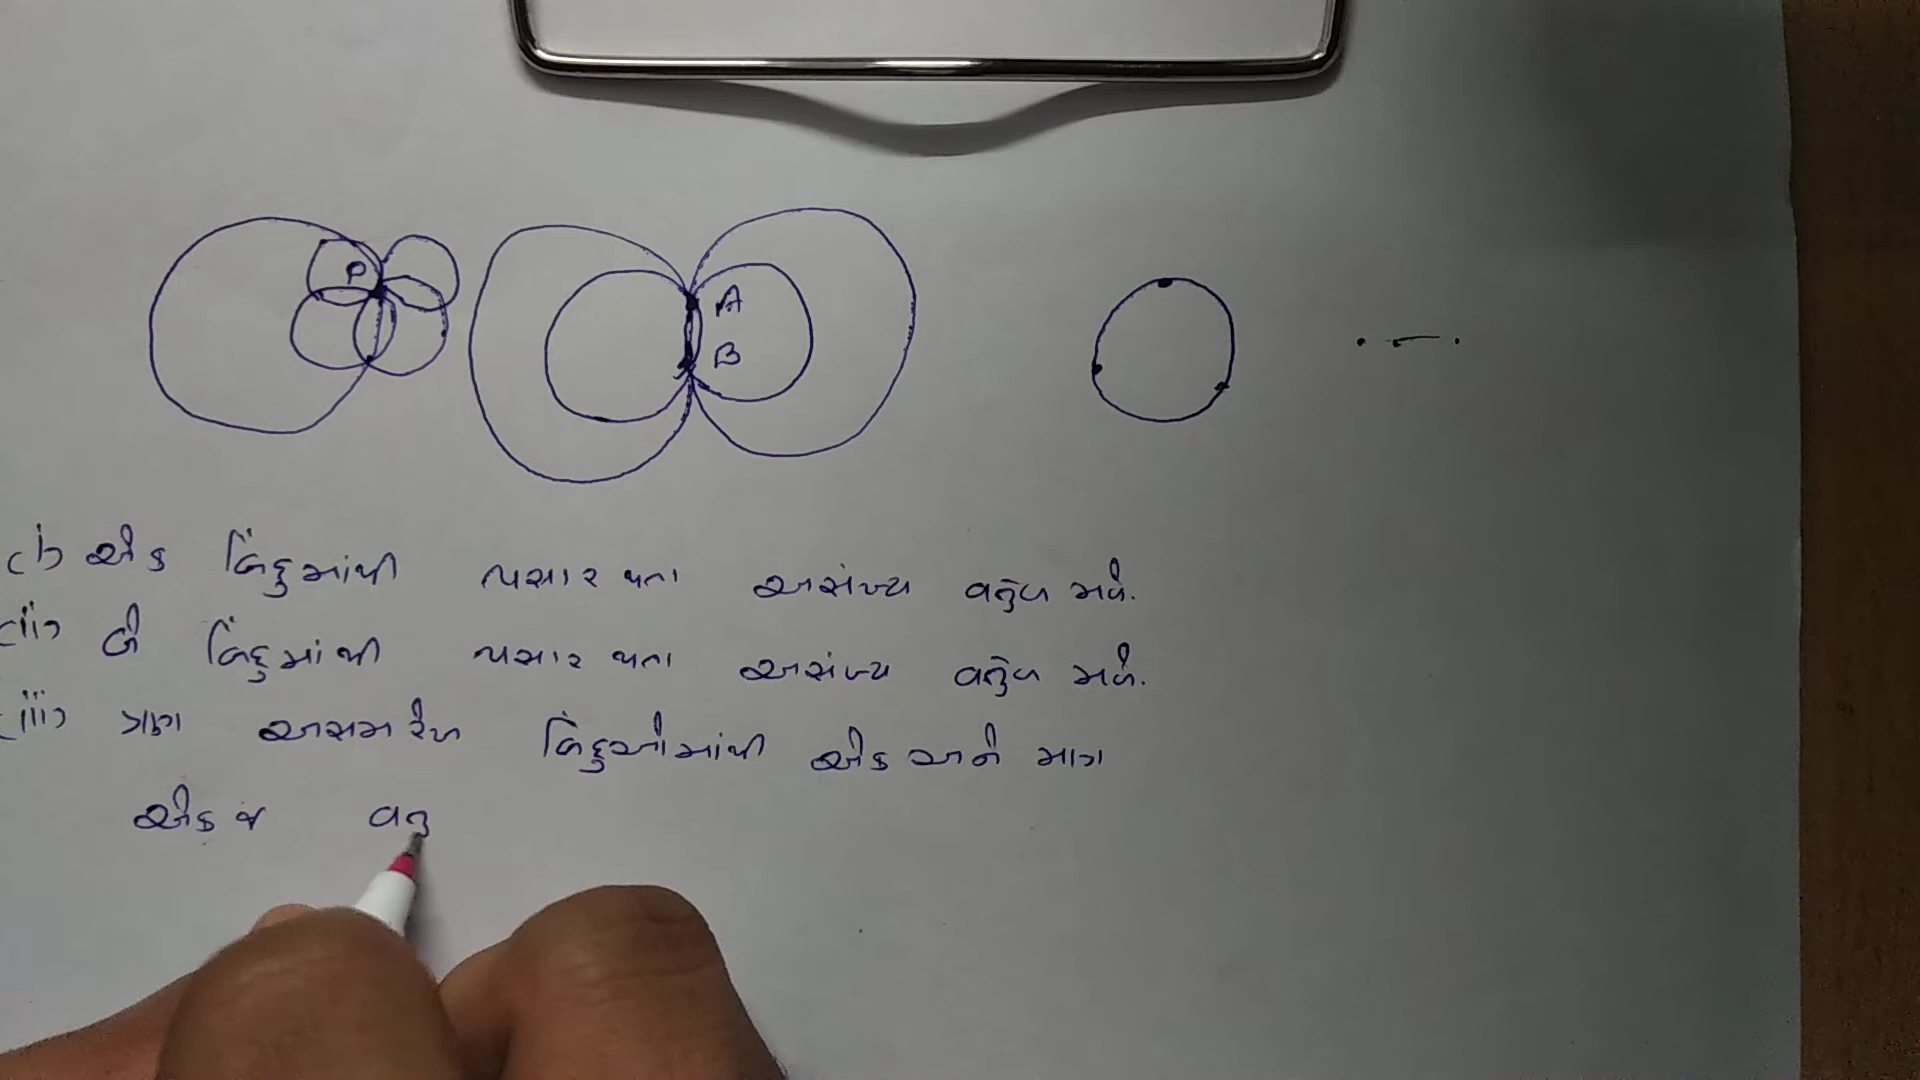 P
A
B
(i) એક બિંદુમાંથી પસાર થતા અસંખ્ય વર્તુળ મળે.
(ii) બે બિંદુમાંથી પસાર થતા અસંખ્ય વર્તુળ મળે.
(iii) ત્રણ અસમરેખ બિંદુઓમાંથી એક અને માત્ર
એક જ વતુ